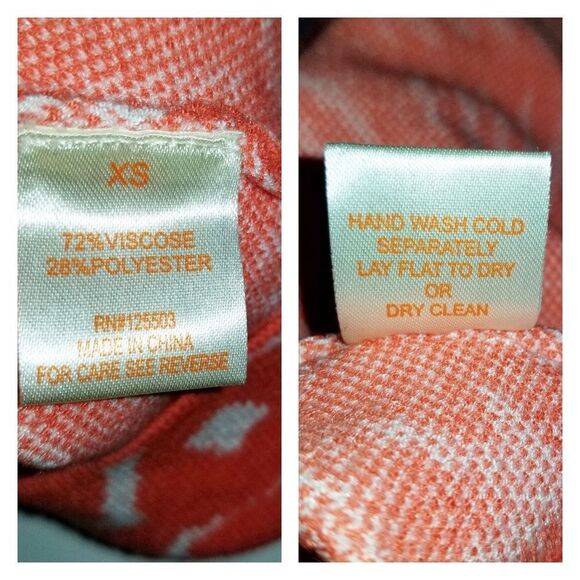 XS
72%VISCOSE
28%POLYESTER
RN#125503
MADE IN CHINA
FOR CARE SEE REVERSE
HAND WASH COLD
SEPARATELY
LAY FLAT TO DRY
OR
DRY CLEAN